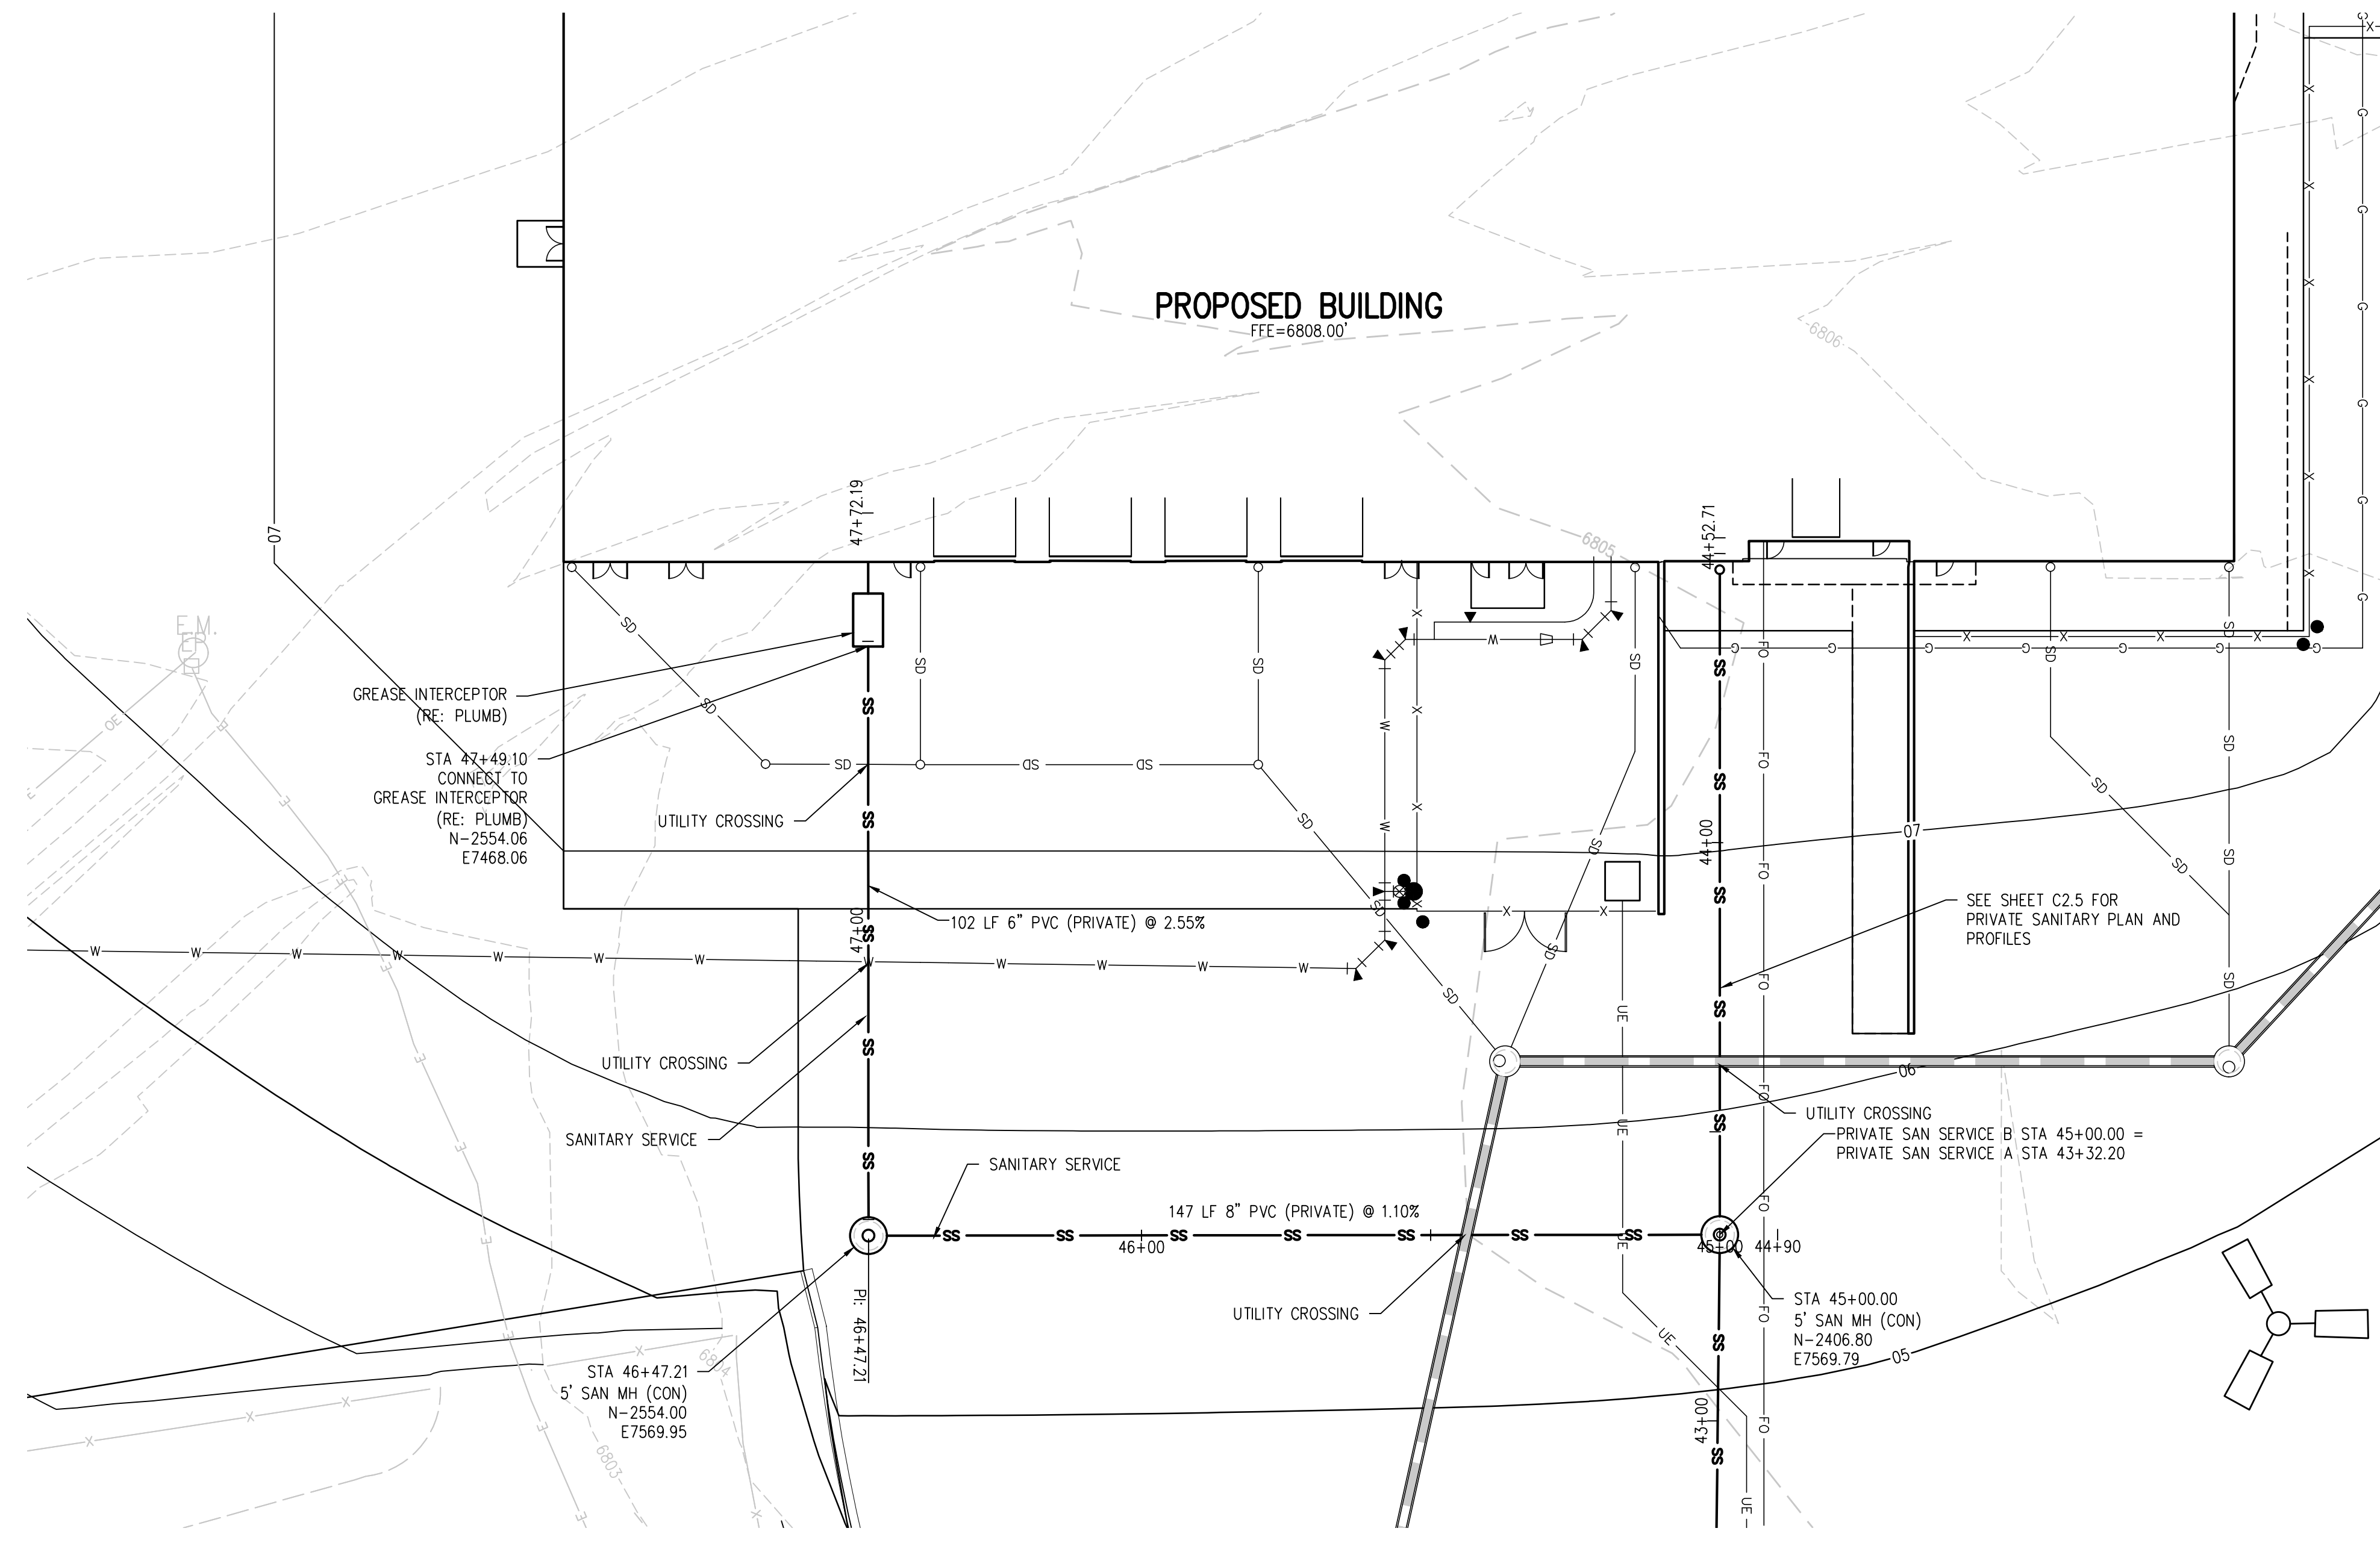 PROPOSED BUILDING
FFE=6808.00'
6806
6805
07
47+72.19
44+52.71
E.M.
GREASE INTERCEPTOR
(RE: PLUMB)
STA 47+49.10
CONNECT TO
GREASE INTERCEPTOR
(RE: PLUMB)
N-2554.06
E7468.06
UTILITY CROSSING
44+00
07
102 LF 6" PVC (PRIVATE) @ 2.55%
47+00
SEE SHEET C2.5 FOR
PRIVATE SANITARY PLAN AND
PROFILES
UTILITY CROSSING
06
SANITARY SERVICE
SANITARY SERVICE
UTILITY CROSSING
PRIVATE SAN SERVICE B STA 45+00.00 =
PRIVATE SAN SERVICE A STA 43+32.20
147 LF 8" PVC (PRIVATE) @ 1.10%
46+00
45+00
44+90
PI: 46+47.21
UTILITY CROSSING
STA 45+00.00
5' SAN MH (CON)
N-2406.80
E7569.79
05
STA 46+47.21
5' SAN MH (CON)
N-2554.00
E7569.95
6804
6803
43+00
SD
SS
W
X
G
FO
UE
E
OE